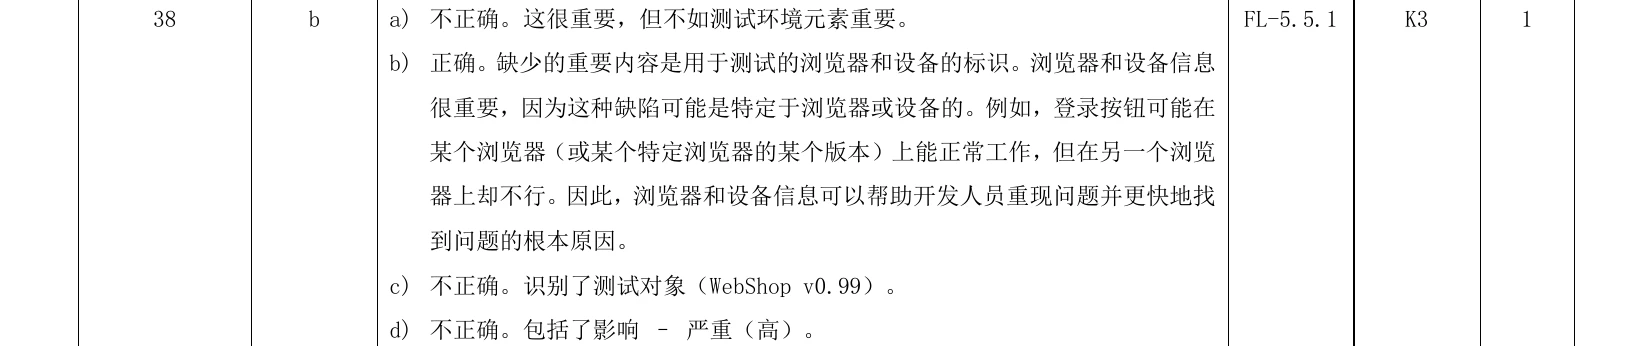 38 b a) 不正确。这很重要，但不如测试环境元素重要。 FL-5.5.1 K3 1
b) 正确。缺少的重要内容是用于测试的浏览器和设备的标识。浏览器和设备信息
很重要，因为这种缺陷可能是特定于浏览器或设备的。例如，登录按钮可能在
某个浏览器（或某个特定浏览器的某个版本）上能正常工作，但在另一个浏览
器上却不行。因此，浏览器和设备信息可以帮助开发人员重现问题并更快地找
到问题的根本原因。
c) 不正确。识别了测试对象（WebShop v0.99）。
d) 不正确。包括了影响 - 严重（高）。